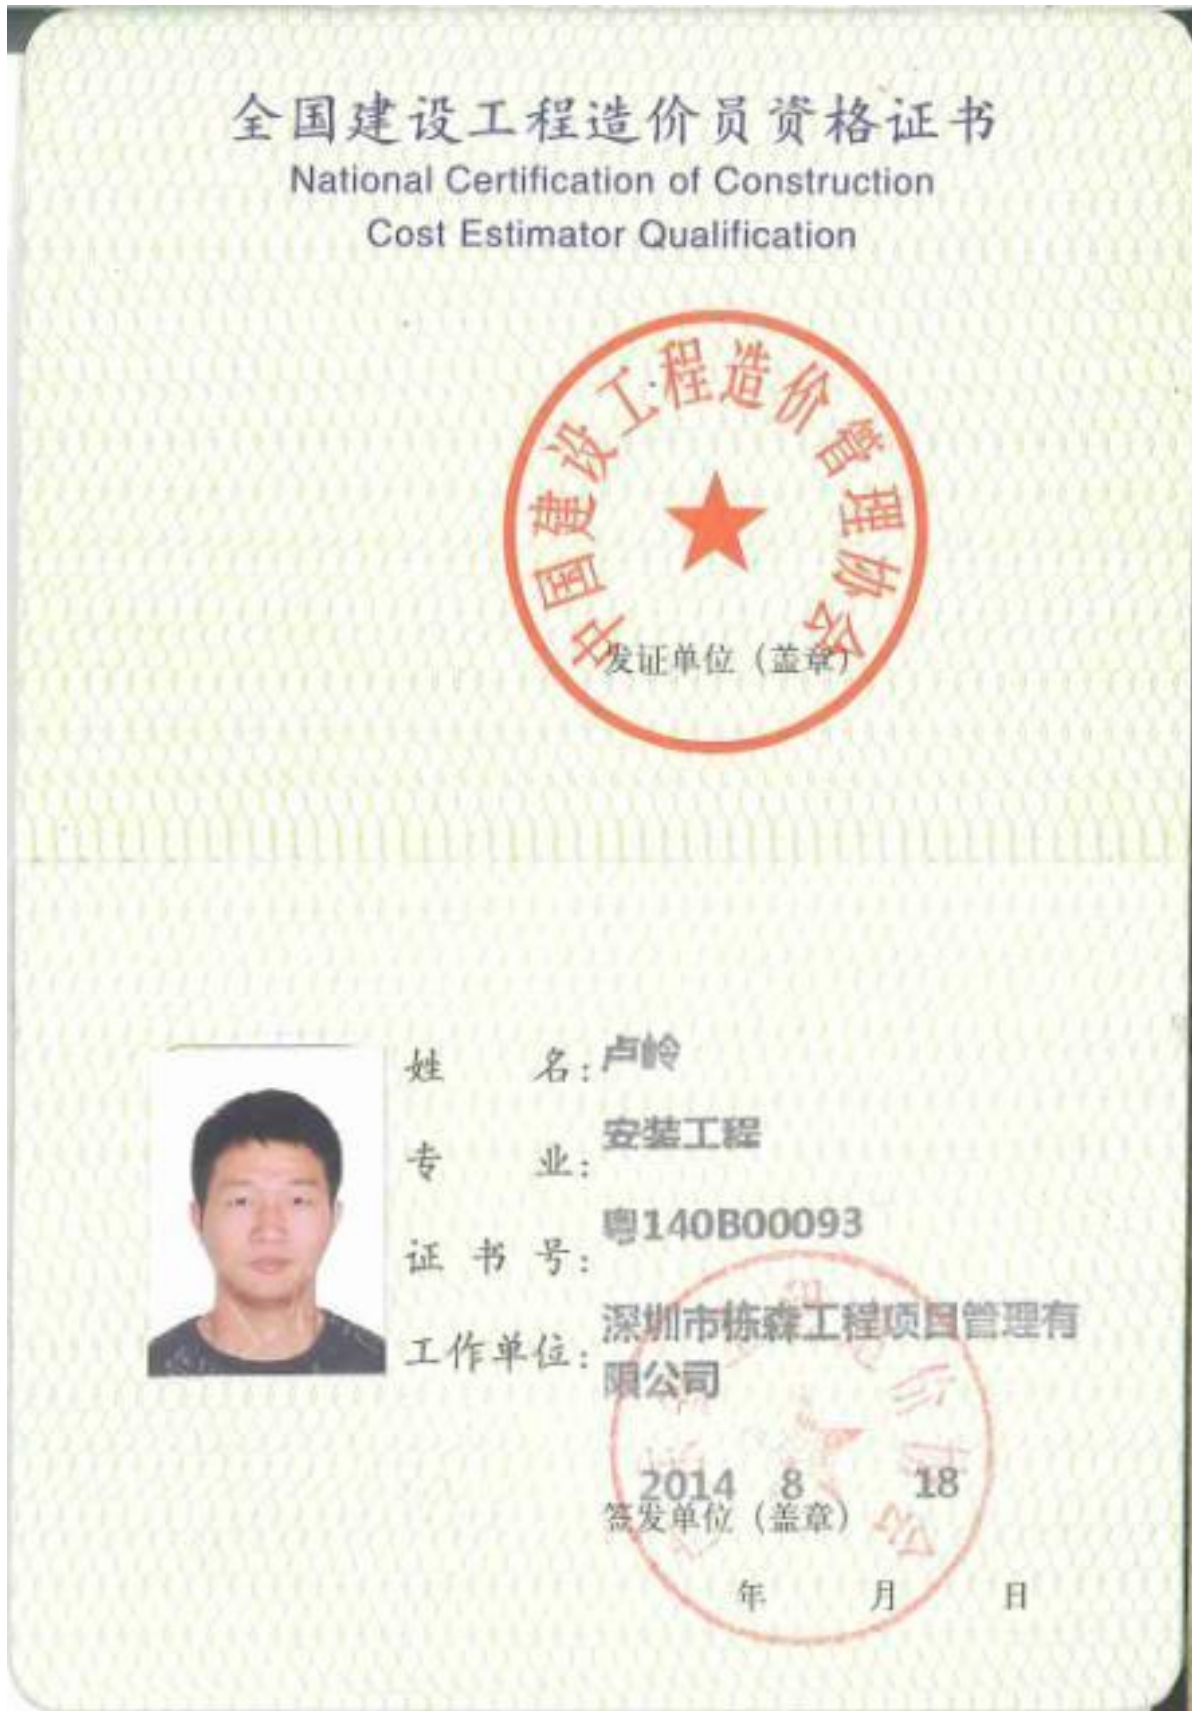 全国建设工程造价员资格证书
National Certification of Construction
Cost Estimator Qualification
中国建设工程造价管理协会
发证单位（盖章）
姓名：卢岭
专业：安装工程
证书号：粤140B00093
工作单位：深圳市栋森工程项目管理有
限公司
2014 8 18
签发单位（盖章）
年 月 日